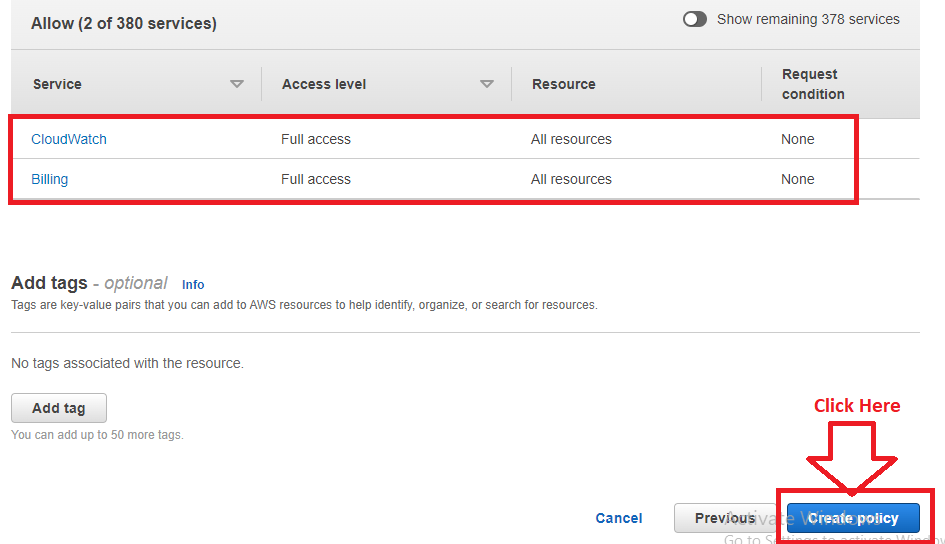 Allow (2 of 380 services)
Show remaining 378 services
Service Access level Resource Request condition
CloudWatch Full access All resources None
Billing Full access All resources None
Add tags - optional Info
Tags are key-value pairs that you can add to AWS resources to help identify, organize, or search for resources.
No tags associated with the resource.
Add tag
You can add up to 50 more tags.
Click Here
Cancel Previous Create policy
Activate Windows
Go to Settings to activate Window